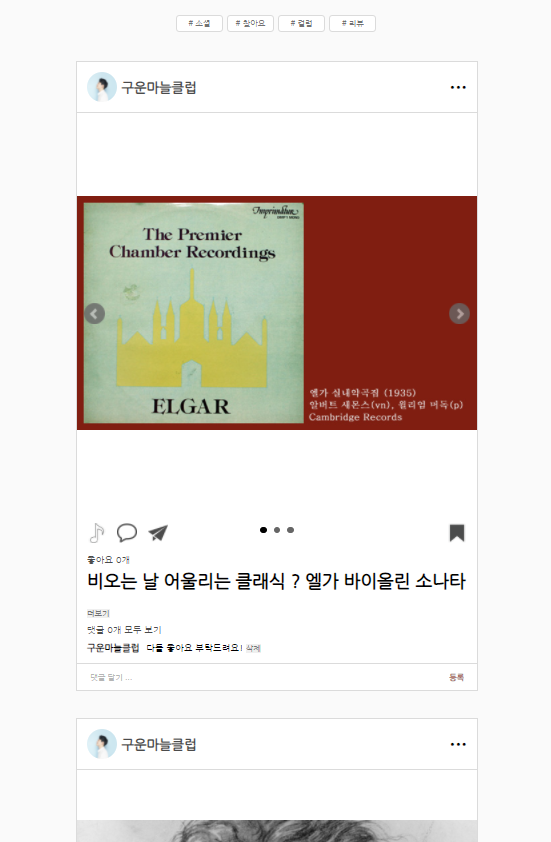 # 소셜 # 찾아요 # 컬럼 # 리뷰
구운마늘클럽
The Premier
Chamber Recordings
ELGAR
엘가 실내악곡집 (1935)
알버트 세몬스(vn), 윌리엄 머독(p)
Cambridge Records
좋아요 0개
비오는 날 어울리는 클래식 ? 엘가 바이올린 소나타
더보기
댓글 0개 모두 보기
구운마늘클럽 다들 좋아요 부탁드려요! 삭제
댓글 달기 ... 등록
구운마늘클럽